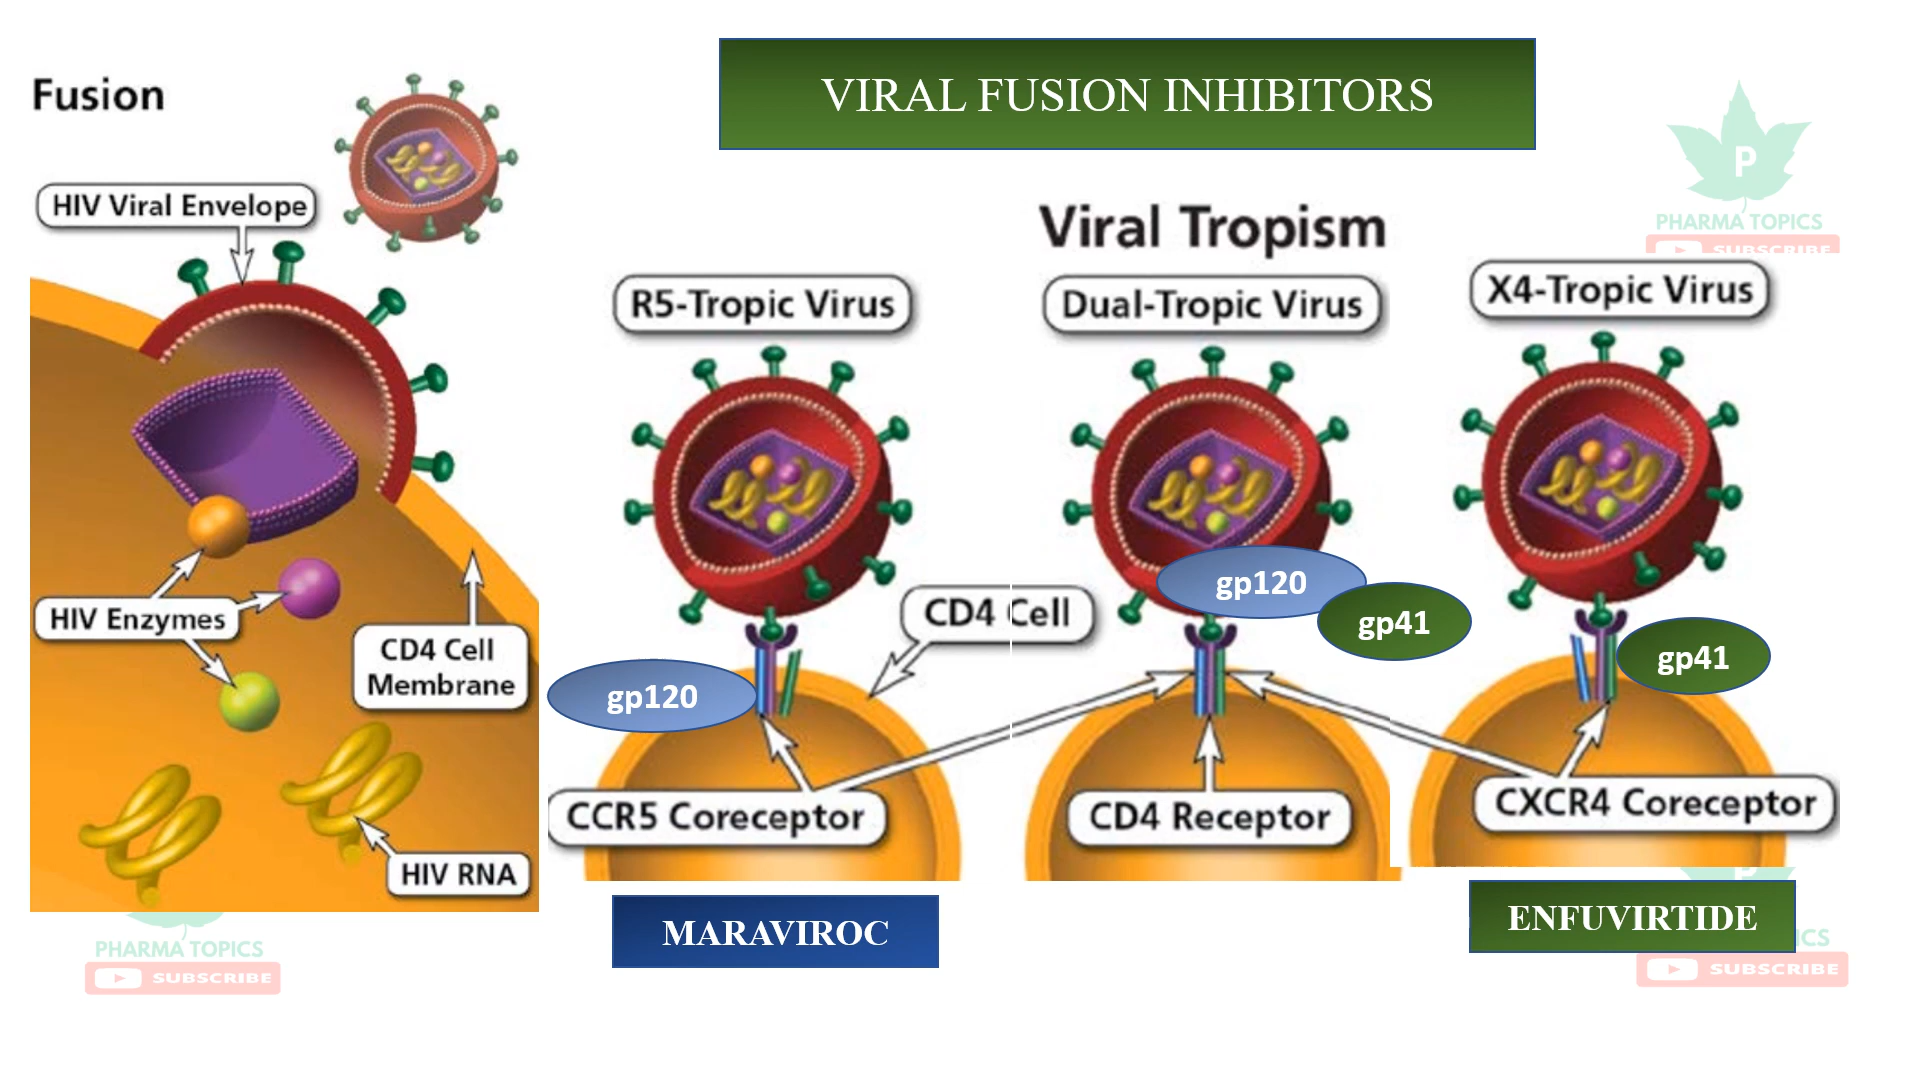 VIRAL FUSION INHIBITORS
Fusion
HIV Viral Envelope
HIV Enzymes
CD4 Cell
Membrane
HIV RNA
Viral Tropism
R5-Tropic Virus
Dual-Tropic Virus
X4-Tropic Virus
CD4 Cell
gp120
gp120
gp41
gp41
CCR5 Coreceptor
CD4 Receptor
CXCR4 Coreceptor
MARAVIROC
ENFUVIRTIDE
P
PHARMA TOPICS
SUBSCRIBE
PHARMA TOPICS
SUBSCRIBE
P
ICS
SUBSCRIBE